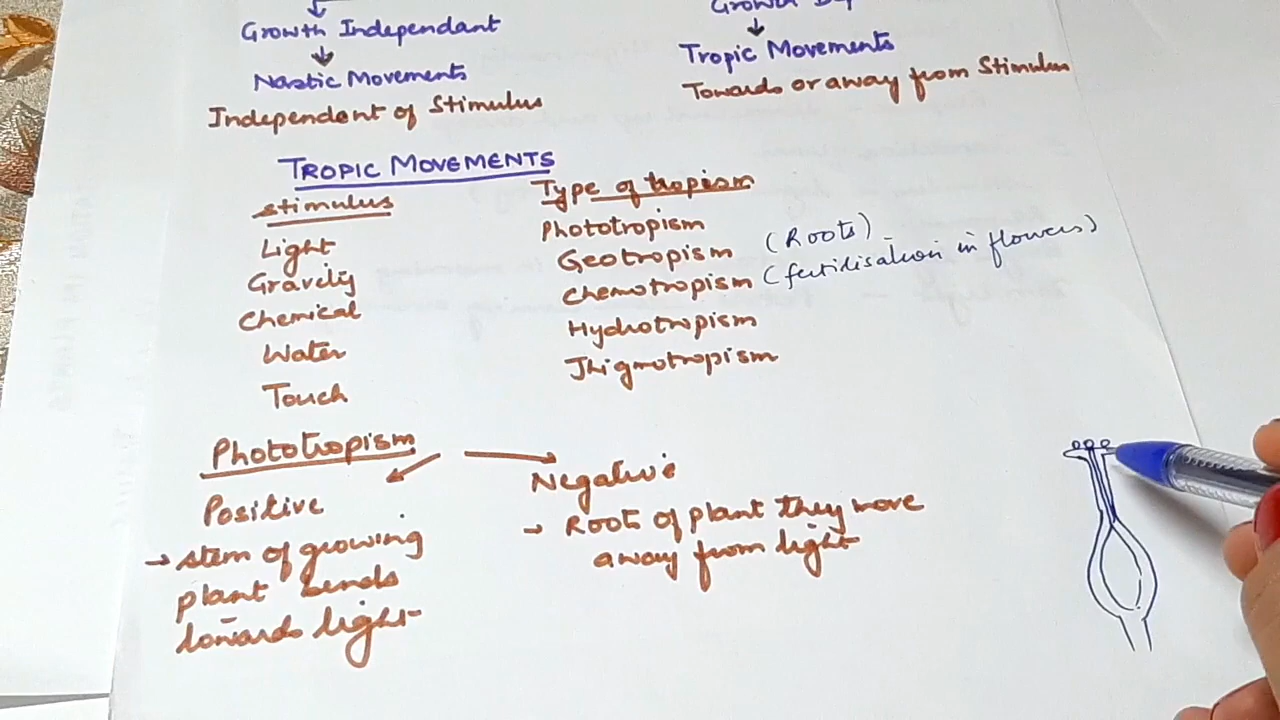 Growth Independant
Nastic Movements
Independent of Stimulus
Growth
Tropic Movements
Towards or away from Stimulus
TROPIC MOVEMENTS
Stimulus
Light
Gravity
Chemical
Water
Touch
Type of tropism
Phototropism
Geotropism (Roots)
Chemotropism (fertilisation in flowers)
Hydrotropism
Thigmotropism
Phototropism
Positive
→ stem of growing
plant bends
towards light
Negative
→ Roots of plant they move
away from light